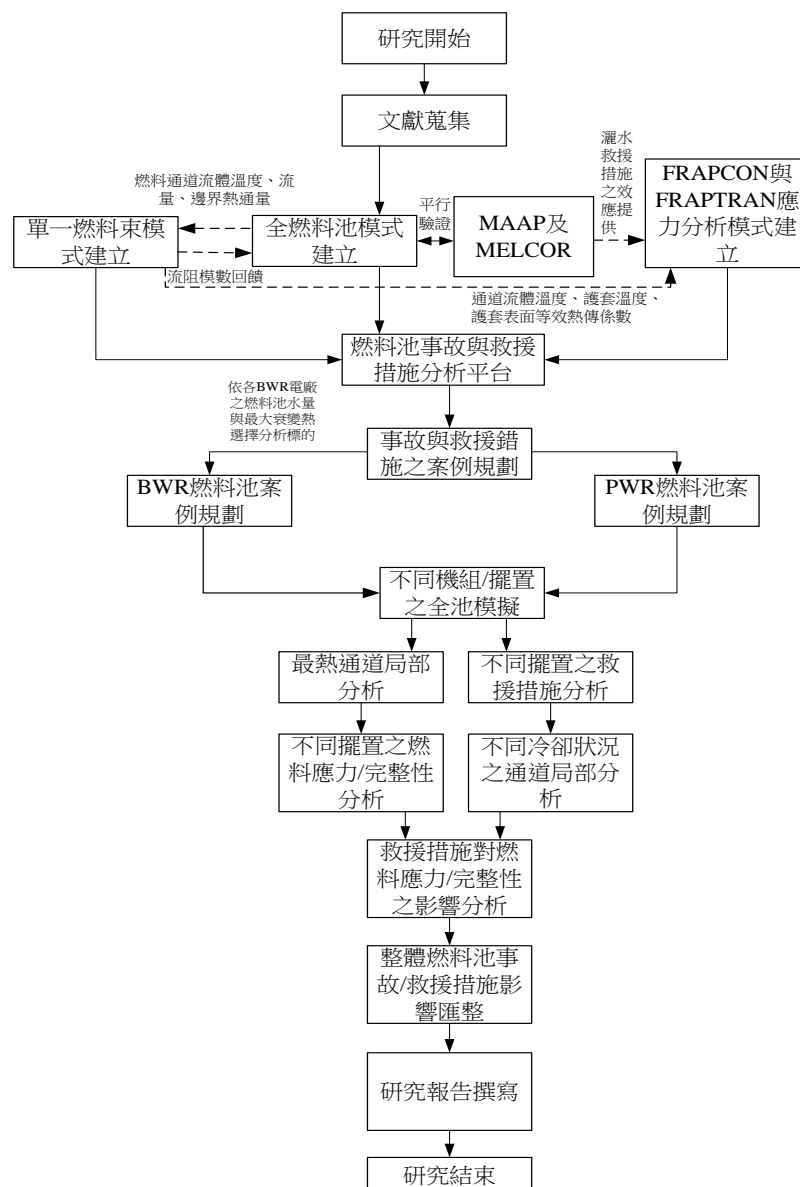 研究開始
文獻蒐集
燃料通道流體溫度、流
量、邊界熱通量
單一燃料束模
式建立
流阻模數回饋
全燃料池模式
建立
平行
驗證
MAAP及
MELCOR
灑水
救援
措施
之效
應提
供
FRAPCON與
FRAPTRAN應
力分析模式建
立
通道流體溫度、護套溫度、
護套表面等效熱傳係數
燃料池事故與救援
措施分析平台
依各BWR電廠
之燃料池水量
與最大衰變熱
選擇分析標的
事故與救援錯
施之案例規劃
BWR燃料池案
例規劃
PWR燃料池案
例規劃
不同機組/擺置
之全池模擬
最熱通道局部
分析
不同擺置之救
援措施分析
不同擺置之燃
料應力/完整性
分析
不同冷卻狀況
之通道局部分
析
救援措施對燃
料應力/完整性
之影響分析
整體燃料池事
故/救援措施影
響匯整
研究報告撰寫
研究結束